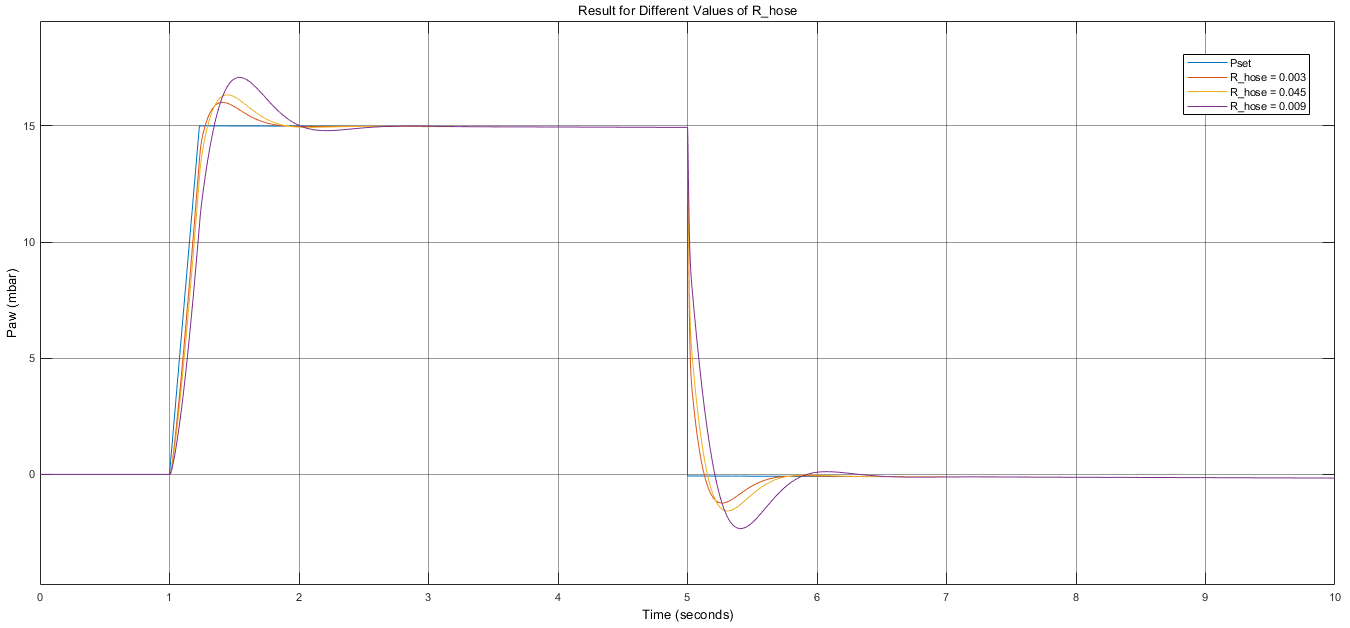 Result for Different Values of R_hose
Pset
R_hose = 0.003
R_hose = 0.045
R_hose = 0.009
15
10
5
0
Paw (mbar)
0 1 2 3 4 5 6 7 8 9 10
Time (seconds)